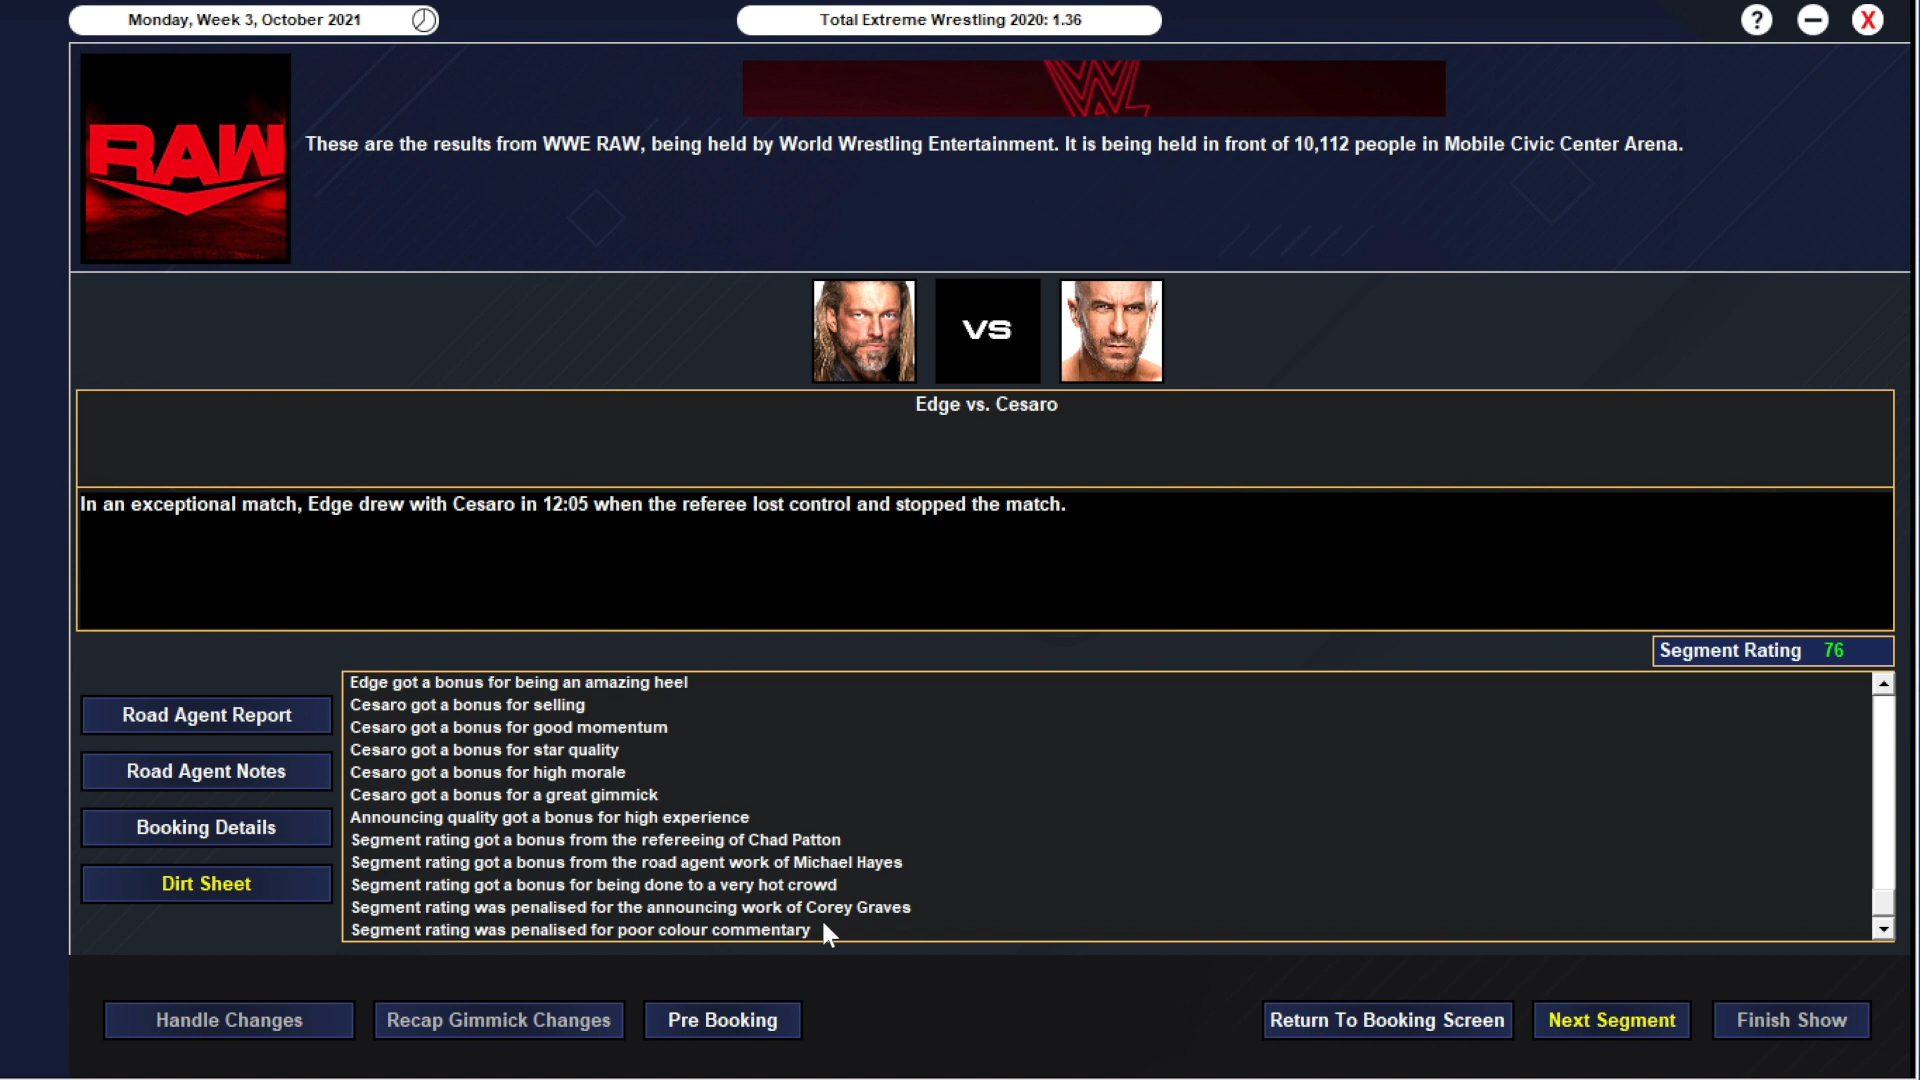 Monday, Week 3, October 2021
Total Extreme Wrestling 2020: 1.36
?
X
RAW
These are the results from WWE RAW, being held by World Wrestling Entertainment. It is being held in front of 10,112 people in Mobile Civic Center Arena.
VS
Edge vs. Cesaro
In an exceptional match, Edge drew with Cesaro in 12:05 when the referee lost control and stopped the match.
Segment Rating 76
Road Agent Report
Road Agent Notes
Booking Details
Dirt Sheet
Edge got a bonus for being an amazing heel
Cesaro got a bonus for selling
Cesaro got a bonus for good momentum
Cesaro got a bonus for star quality
Cesaro got a bonus for high morale
Cesaro got a bonus for a great gimmick
Announcing quality got a bonus for high experience
Segment rating got a bonus from the refereeing of Chad Patton
Segment rating got a bonus from the road agent work of Michael Hayes
Segment rating got a bonus for being done to a very hot crowd
Segment rating was penalised for the announcing work of Corey Graves
Segment rating was penalised for poor colour commentary
Handle Changes
Recap Gimmick Changes
Pre Booking
Return To Booking Screen
Next Segment
Finish Show